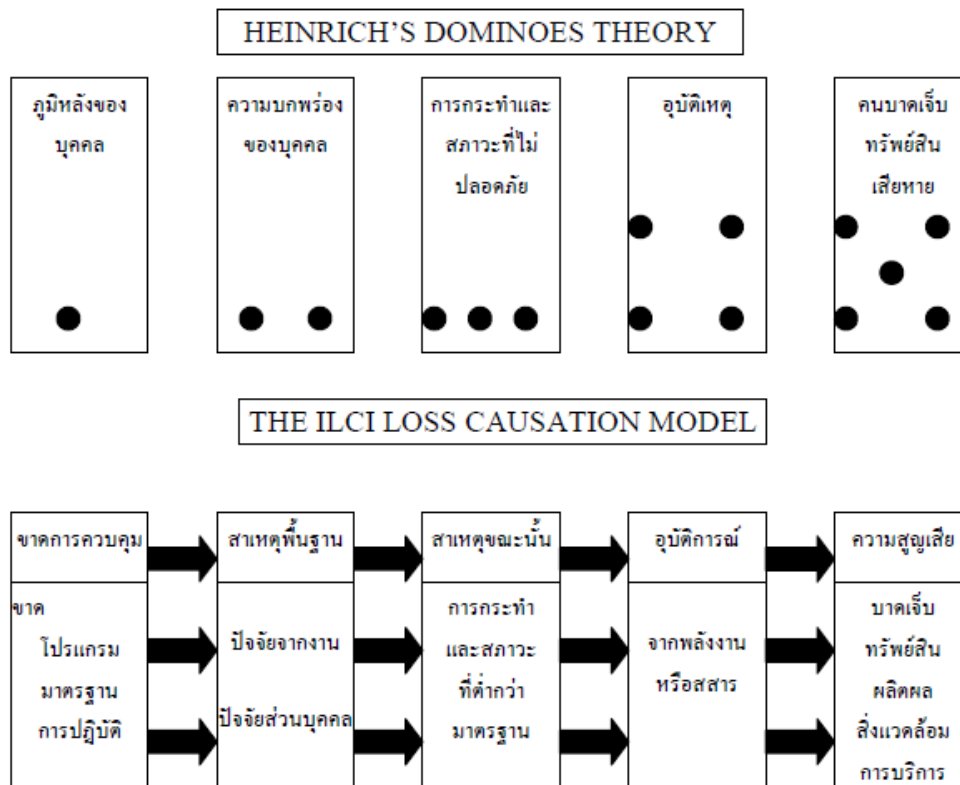 HEINRICH'S DOMINOES THEORY
ภูมิหลังของ
บุคคล
ความบกพร่อง
ของบุคคล
การกระทำและ
สภาวะที่ไม่
ปลอดภัย
อุบัติเหตุ
คนบาดเจ็บ
ทรัพย์สิน
เสียหาย
THE ILCI LOSS CAUSATION MODEL
ขาดการควบคุม
ขาด
โปรแกรม
มาตรฐาน
การปฎิบัติ
สาเหตุพื้นฐาน
ปัจจัยจากงาน
ปัจจัยส่วนบุคคล
สาเหตุขณะนั้น
การกระทำ
และสภาวะ
ที่ต่ำกว่า
มาตรฐาน
อุบัติการณ์
จากพลังงาน
หรือสสาร
ความสูญเสีย
บาดเจ็บ
ทรัพย์สิน
ผลิตผล
สิ่งแวดล้อม
การบริการ